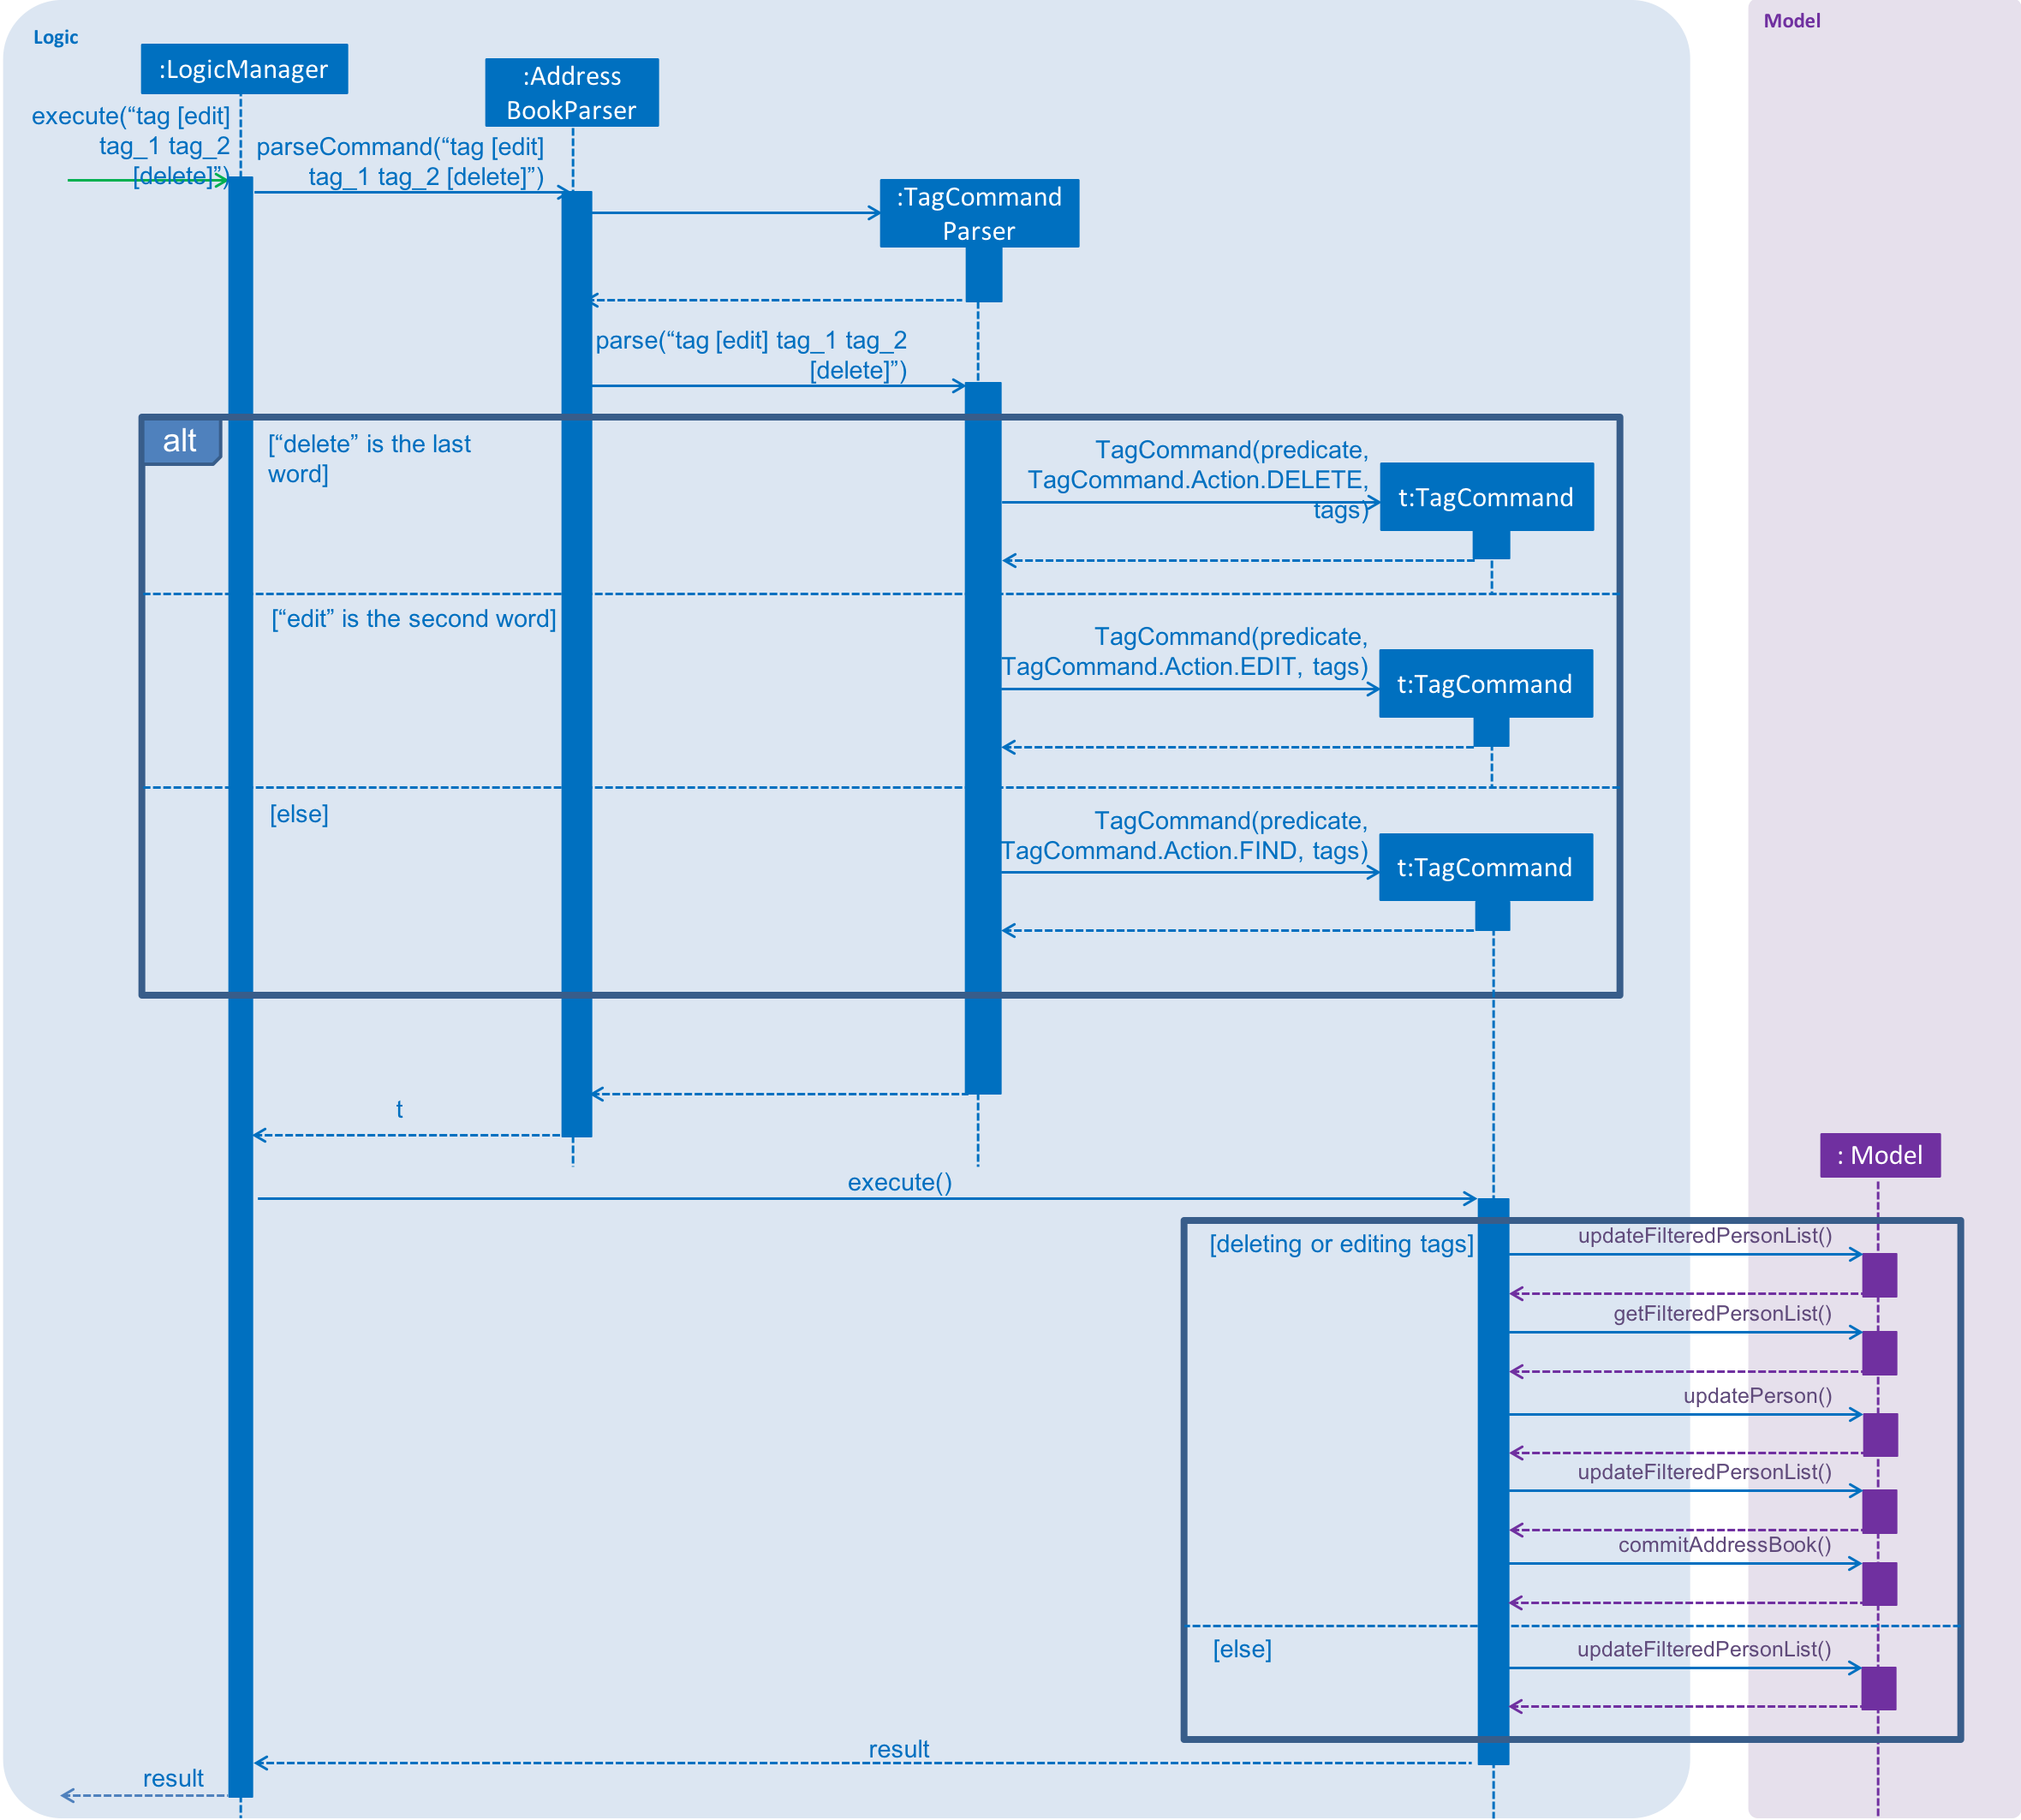 Logic
Model
:LogicManager
:Address
BookParser
execute(“tag [edit]
tag_1 tag_2
[delete]”)
parseCommand(“tag [edit]
tag_1 tag_2 [delete]”)
:TagCommand
Parser
parse(“tag [edit] tag_1 tag_2
[delete]”)
alt
[“delete” is the last
word]
TagCommand(predicate,
TagCommand.Action.DELETE,
tags)
t:TagCommand
[“edit” is the second word]
TagCommand(predicate,
TagCommand.Action.EDIT, tags)
t:TagCommand
[else]
TagCommand(predicate,
TagCommand.Action.FIND, tags)
t:TagCommand
t
: Model
execute()
[deleting or editing tags]
updateFilteredPersonList()
getFilteredPersonList()
updatePerson()
updateFilteredPersonList()
commitAddressBook()
[else]
updateFilteredPersonList()
result
result